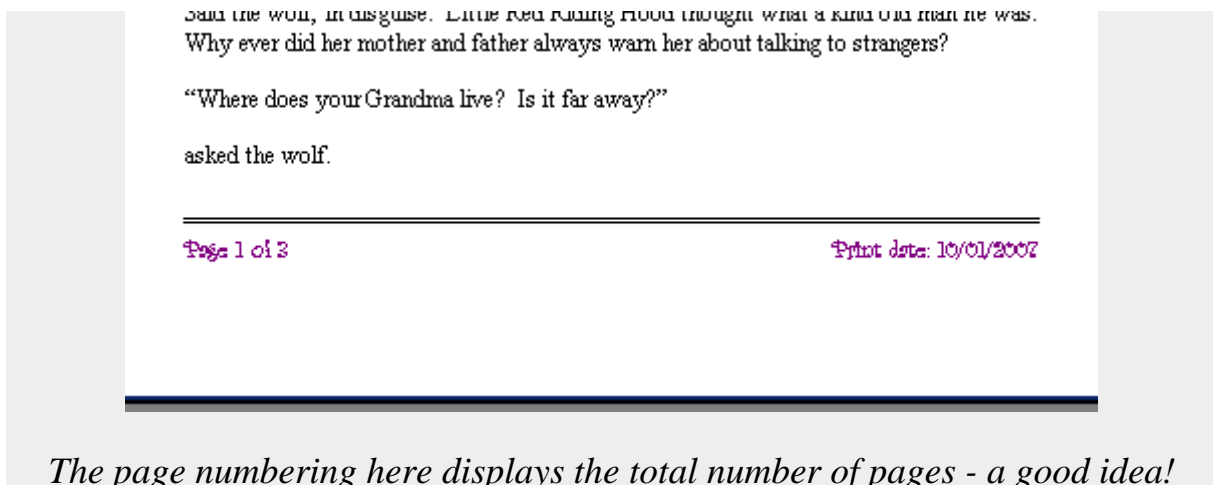 Said the wolf, in disguise. Little Red Riding Hood thought what a kind old man he was.
Why ever did her mother and father always warn her about talking to strangers?
“Where does your Grandma live? Is it far away?”
asked the wolf.
Page 1 of 3
Print date: 10/01/2007
The page numbering here displays the total number of pages - a good idea!